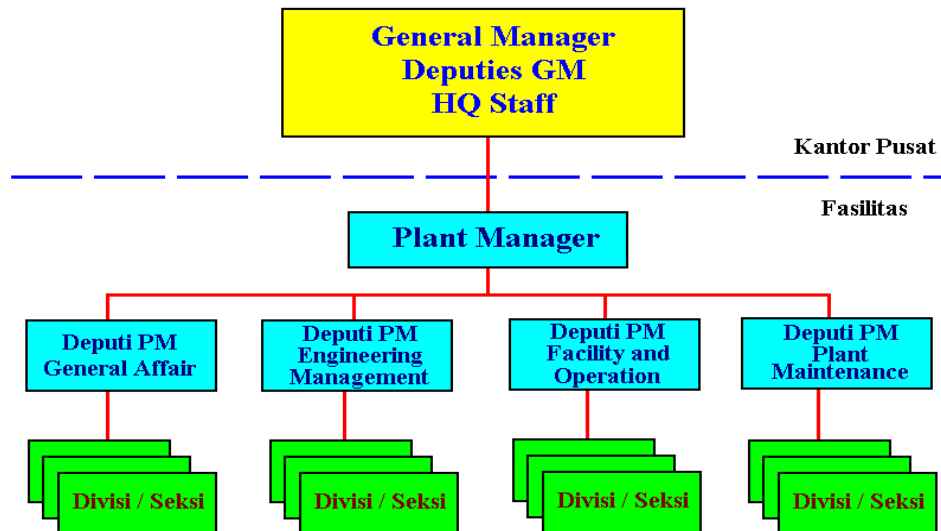 General Manager
Deputies GM
HQ Staff
Kantor Pusat
Fasilitas
Plant Manager
Deputi PM
General Affair
Deputi PM
Engineering
Management
Deputi PM
Facility and
Operation
Deputi PM
Plant
Maintenance
Divisi / Seksi
Divisi / Seksi
Divisi / Seksi
Divisi / Seksi